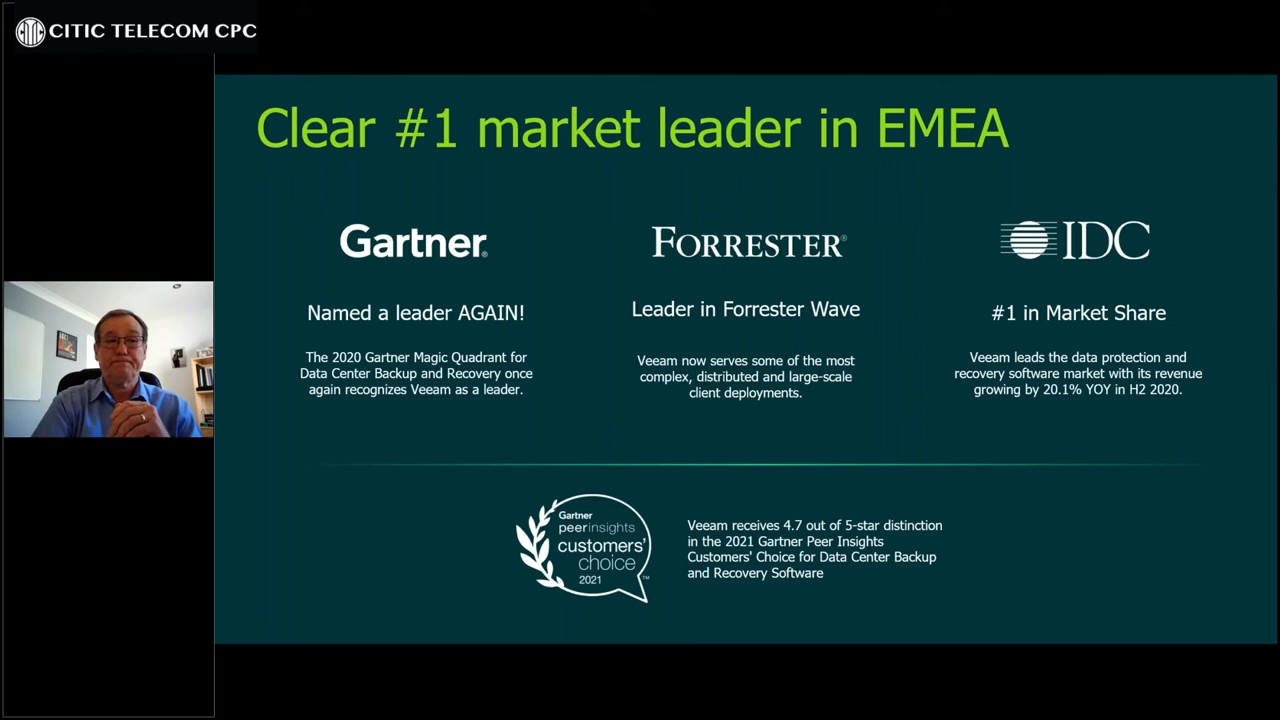 CITIC TELECOM CPC
Clear #1 market leader in EMEA
Gartner®
Named a leader AGAIN!
The 2020 Gartner Magic Quadrant for
Data Center Backup and Recovery once
again recognizes Veeam as a leader.
FORRESTER®
Leader in Forrester Wave
Veeam now serves some of the most
complex, distributed and large-scale
client deployments.
IDC
#1 in Market Share
Veeam leads the data protection and
recovery software market with its revenue
growing by 20.1% YOY in H2 2020.
Gartner
peerinsights
customers'
choice
2021
™
Veeam receives 4.7 out of 5-star distinction
in the 2021 Gartner Peer Insights
Customers' Choice for Data Center Backup
and Recovery Software